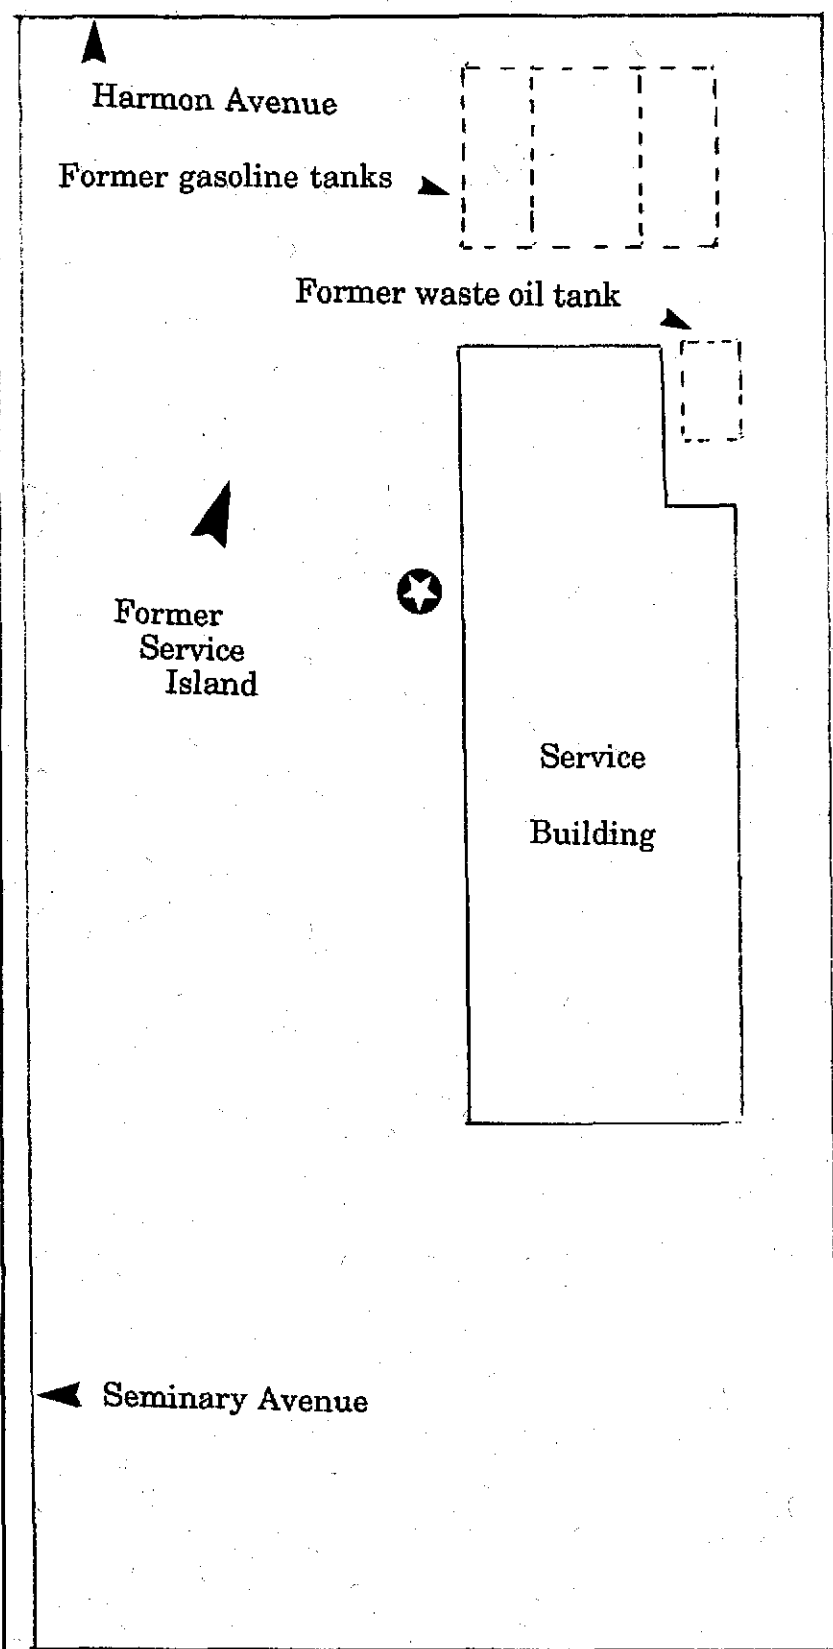 Harmon Avenue
Former gasoline tanks
Former waste oil tank
Former
Service
Island
Service
Building
Seminary Avenue